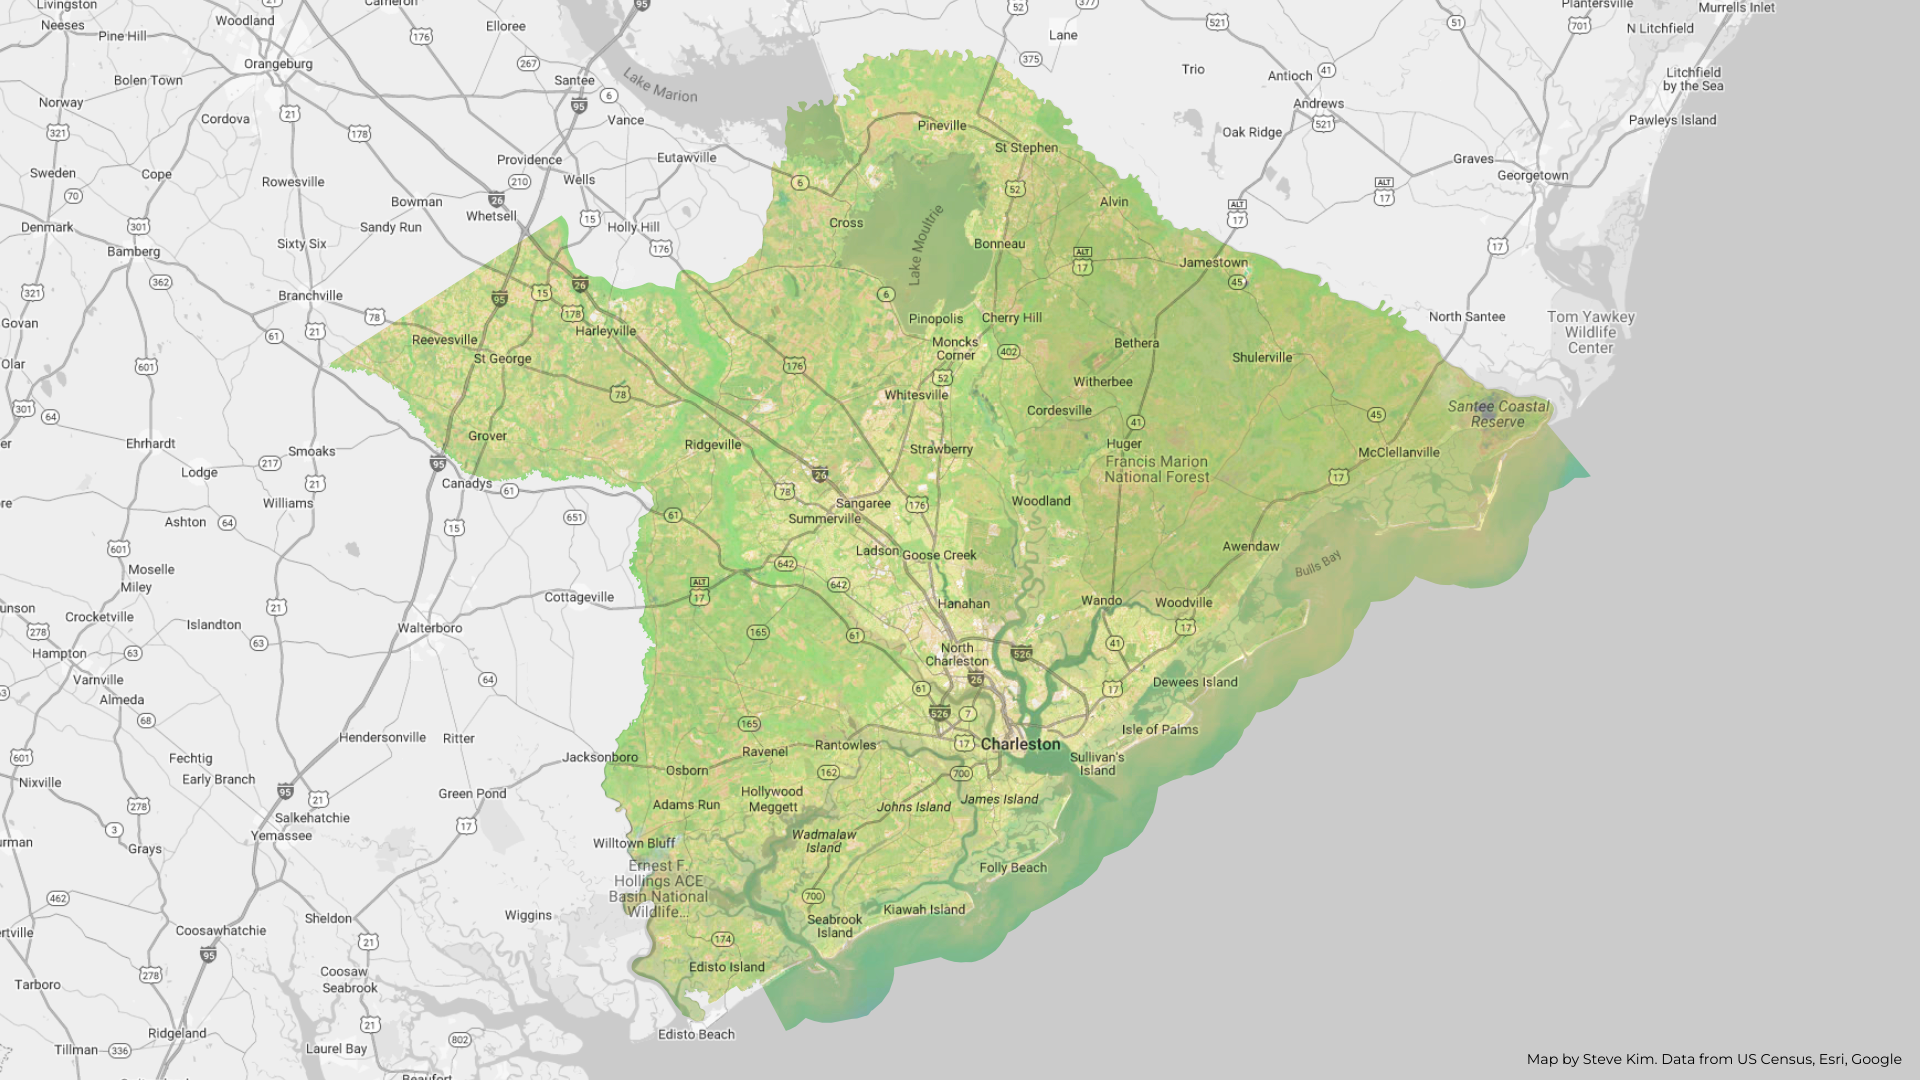 Livingston
Neeses
Woodland
Cameron
Pine Hill
Elloree
Lane
Plantersville
Murrells Inlet
N Litchfield
Orangeburg
Bolen Town
Santee
Lake Marion
Trio
Antioch
Litchfield
by the Sea
Norway
Cordova
Vance
Pineville
Andrews
Oak Ridge
Pawleys Island
Providence
Eutawville
St Stephen
Graves
Georgetown
Sweden
Cope
Rowesville
Wells
Bowman
Whetsell
Alvin
Denmark
Sandy Run
Holly Hill
Cross
Lake Moultrie
Sixty Six
Bamberg
Bonneau
Jamestown
Branchville
Govan
Reevesville
Harleyville
Pinopolis
Cherry Hill
North Santee
Tom Yawkey
Wildlife
Center
Olar
St George
Moncks
Corner
Bethera
Shulerville
Whitesville
Witherbee
Cordesville
Santee Coastal
Reserve
Ehrhardt
Grover
Ridgeville
Smoaks
Strawberry
Huger
Francis Marion
National Forest
McClellanville
Lodge
Canadys
Williams
Sangaree
Summerville
Woodland
Ashton
Ladson
Goose Creek
Awendaw
Bulls Bay
Moselle
Miley
Cottageville
Hanahan
Wando
Woodville
Crocketville
Islandton
Walterboro
Hampton
Varnville
North
Charleston
Almeda
Dewees Island
Hendersonville
Ritter
Jacksonboro
Ravenel
Rantowles
Charleston
Isle of Palms
Sullivan's
Island
Fechtig
Early Branch
Nixville
Osborn
Green Pond
Hollywood
Meggett
Adams Run
Johns Island
James Island
Salkehatchie
Yemassee
Grays
Willtown Bluff
Wadmalaw
Island
Ernest F.
Hollings ACE
Basin National
Wildlife...
Folly Beach
Sheldon
Wiggins
Kiawah Island
Seabrook
Island
Coosawhatchie
Coosaw
Seabrook
Edisto Island
Tarboro
Edisto Beach
Ridgeland
Tillman
Laurel Bay
Beaufort
Map by Steve Kim. Data from US Census, Esri, Google